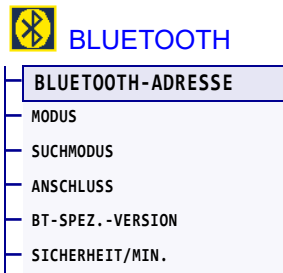 BLUETOOTH
BLUETOOTH-ADRESSE
MODUS
SUCHMODUS
ANSCHLUSS
BT-SPEZ.-VERSION
SICHERHEIT/MIN.